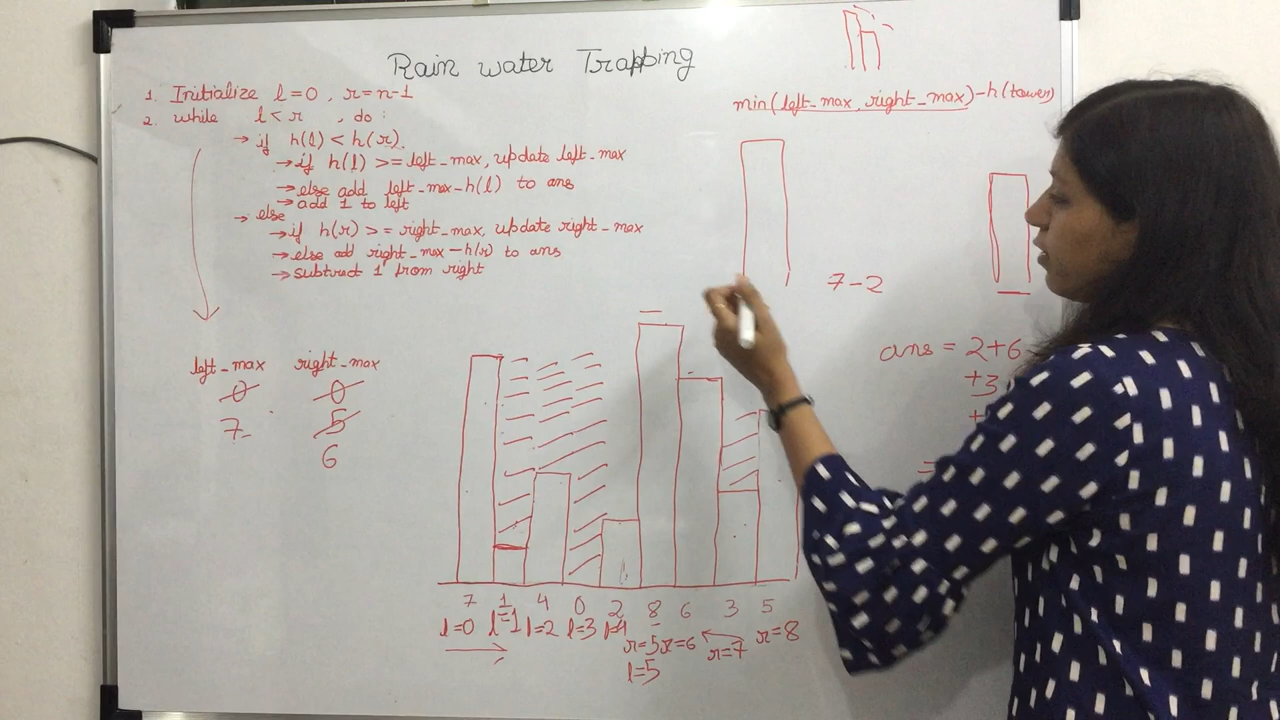 Rain water Trapping
1. Initialize l=0, r=n-1
2. while l<r, do:
→ if h(l) < h(r).
→ if h(l) >= left_max, update left_max
→ else add left_max-h(l) to ans
→ add 1 to left
→ else
→ if h(r) >= right_max, update right_max
→ else add right_max-h(r) to ans
→ subtract 1 from right
min(left_max, right_max)-h(tower)
7-2
left_max right_max
0 0
7 5
6
ans = 2+6
+3
+
=
7 1 4 0 2 8 6 3 5
l=0 l=1 l=2 l=3 l=4
r=5 r=6 r=7 r=8
l=5